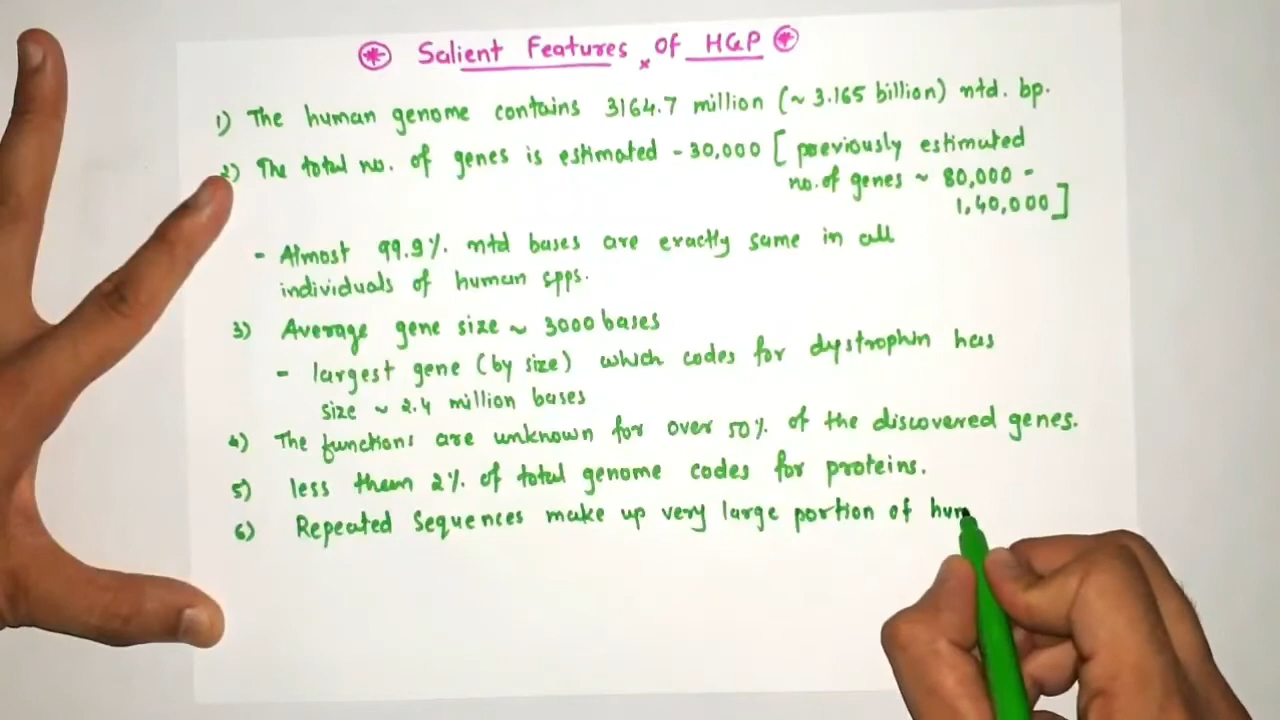 Salient Features of HGP
1) The human genome contains 3164.7 million (~ 3.165 billion) ntd. bp.
2) The total no. of genes is estimated - 30,000 [ previously estimated
no. of genes ~ 80,000 -
1,40,000 ]
- Almost 99.9%. ntd bases are exactly same in all
individuals of human spps.
3) Average gene size ~ 3000 bases
- largest gene (by size) which codes for dystrophin has
size ~ 2.4 million bases
4) The functions are unknown for over 50%. of the discovered genes.
5) less than 2%. of total genome codes for proteins.
6) Repeated sequences make up very large portion of hum